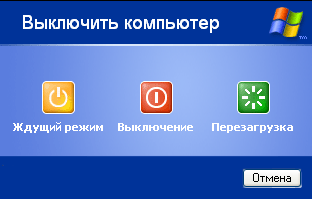 Выключить компьютер
Ждущий режим Выключение Перезагрузка
Отмена